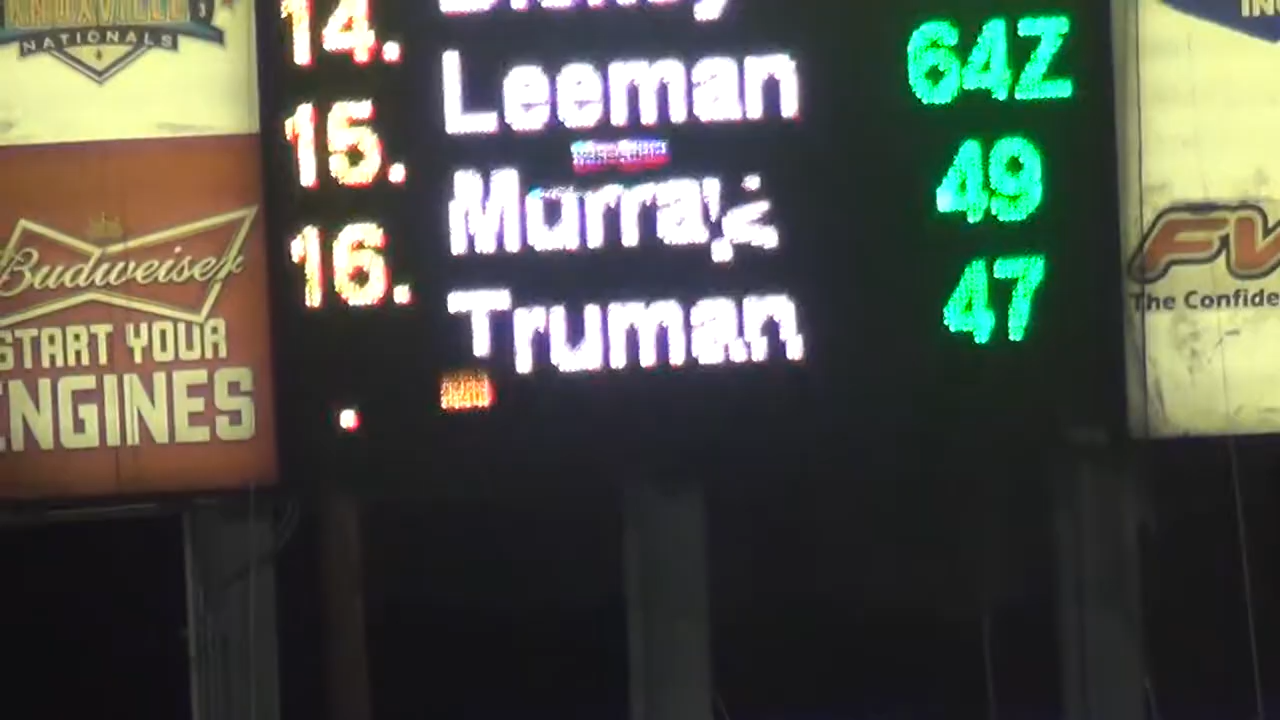 KNOXVILLE
NATIONALS
14.
Leeman 64Z
15.
Murray 49
16.
Truman 47
Budweiser
START YOUR
ENGINES
The Confide